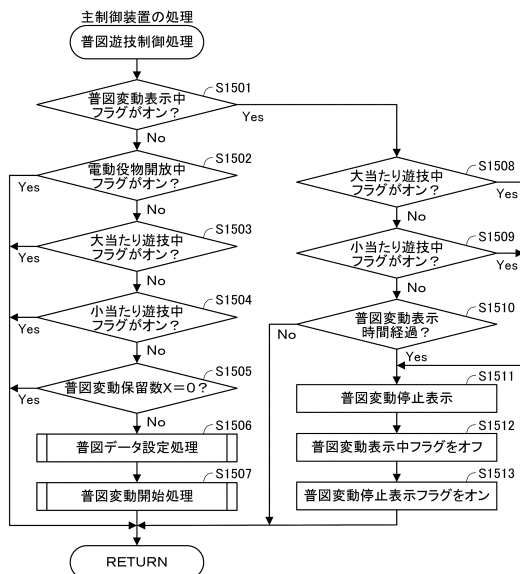 主制御装置の処理
普図遊技制御処理
S1501
普図変動表示中
フラグがオン？
Yes
No
S1502
電動役物開放中
フラグがオン？
Yes
No
S1503
大当たり遊技中
フラグがオン？
Yes
No
S1504
小当たり遊技中
フラグがオン？
Yes
No
S1505
普図変動保留数X=0？
Yes
No
S1506
普図データ設定処理
S1507
普図変動開始処理
RETURN
S1508
大当たり遊技中
フラグがオン？
Yes
No
S1509
小当たり遊技中
フラグがオン？
Yes
No
S1510
普図変動表示
時間経過？
No
Yes
S1511
普図変動停止表示
S1512
普図変動表示中フラグをオフ
S1513
普図変動停止表示フラグをオン